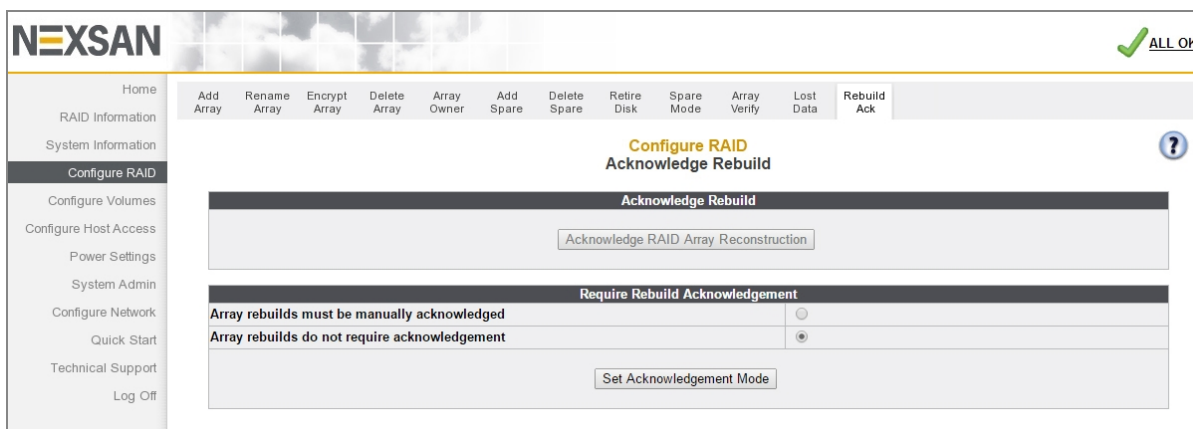 NEXSAN
ALL OK
Home
RAID Information
System Information
Configure RAID
Configure Volumes
Configure Host Access
Power Settings
System Admin
Configure Network
Quick Start
Technical Support
Log Off
Add Array
Rename Array
Encrypt Array
Delete Array
Array Owner
Add Spare
Delete Spare
Retire Disk
Spare Mode
Array Verify
Lost Data
Rebuild Ack
Configure RAID
Acknowledge Rebuild
?
Acknowledge Rebuild
Acknowledge RAID Array Reconstruction
Require Rebuild Acknowledgement
Array rebuilds must be manually acknowledged
Array rebuilds do not require acknowledgement
Set Acknowledgement Mode